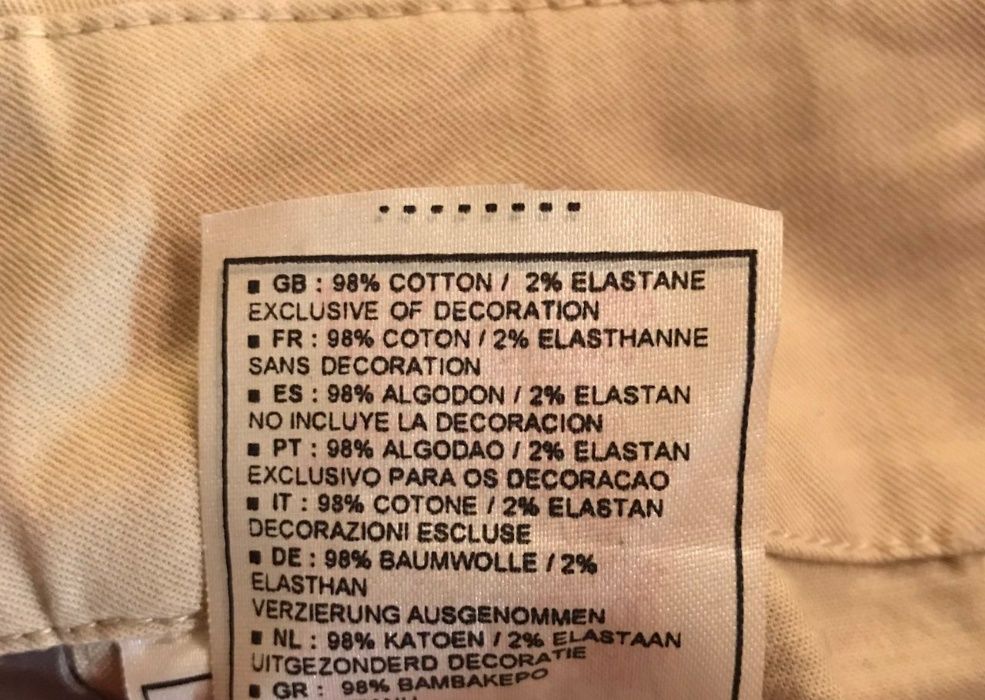 ■ GB : 98% COTTON / 2% ELASTANE
EXCLUSIVE OF DECORATION
■ FR : 98% COTON / 2% ELASTHANNE
SANS DECORATION
■ ES : 98% ALGODON / 2% ELASTAN
NO INCLUYE LA DECORACION
■ PT : 98% ALGODAO / 2% ELASTAN
EXCLUSIVO PARA OS DECORACAO
■ IT : 98% COTONE / 2% ELASTAN
DECORAZIONI ESCLUSE
■ DE : 98% BAUMWOLLE / 2%
ELASTHAN
VERZIERUNG AUSGENOMMEN
■ NL : 98% KATOEN / 2% ELASTAAN
UITGEZONDERD DECORATIE
■ GR : 98% ΒΑΜΒΑΚΕΡΟ